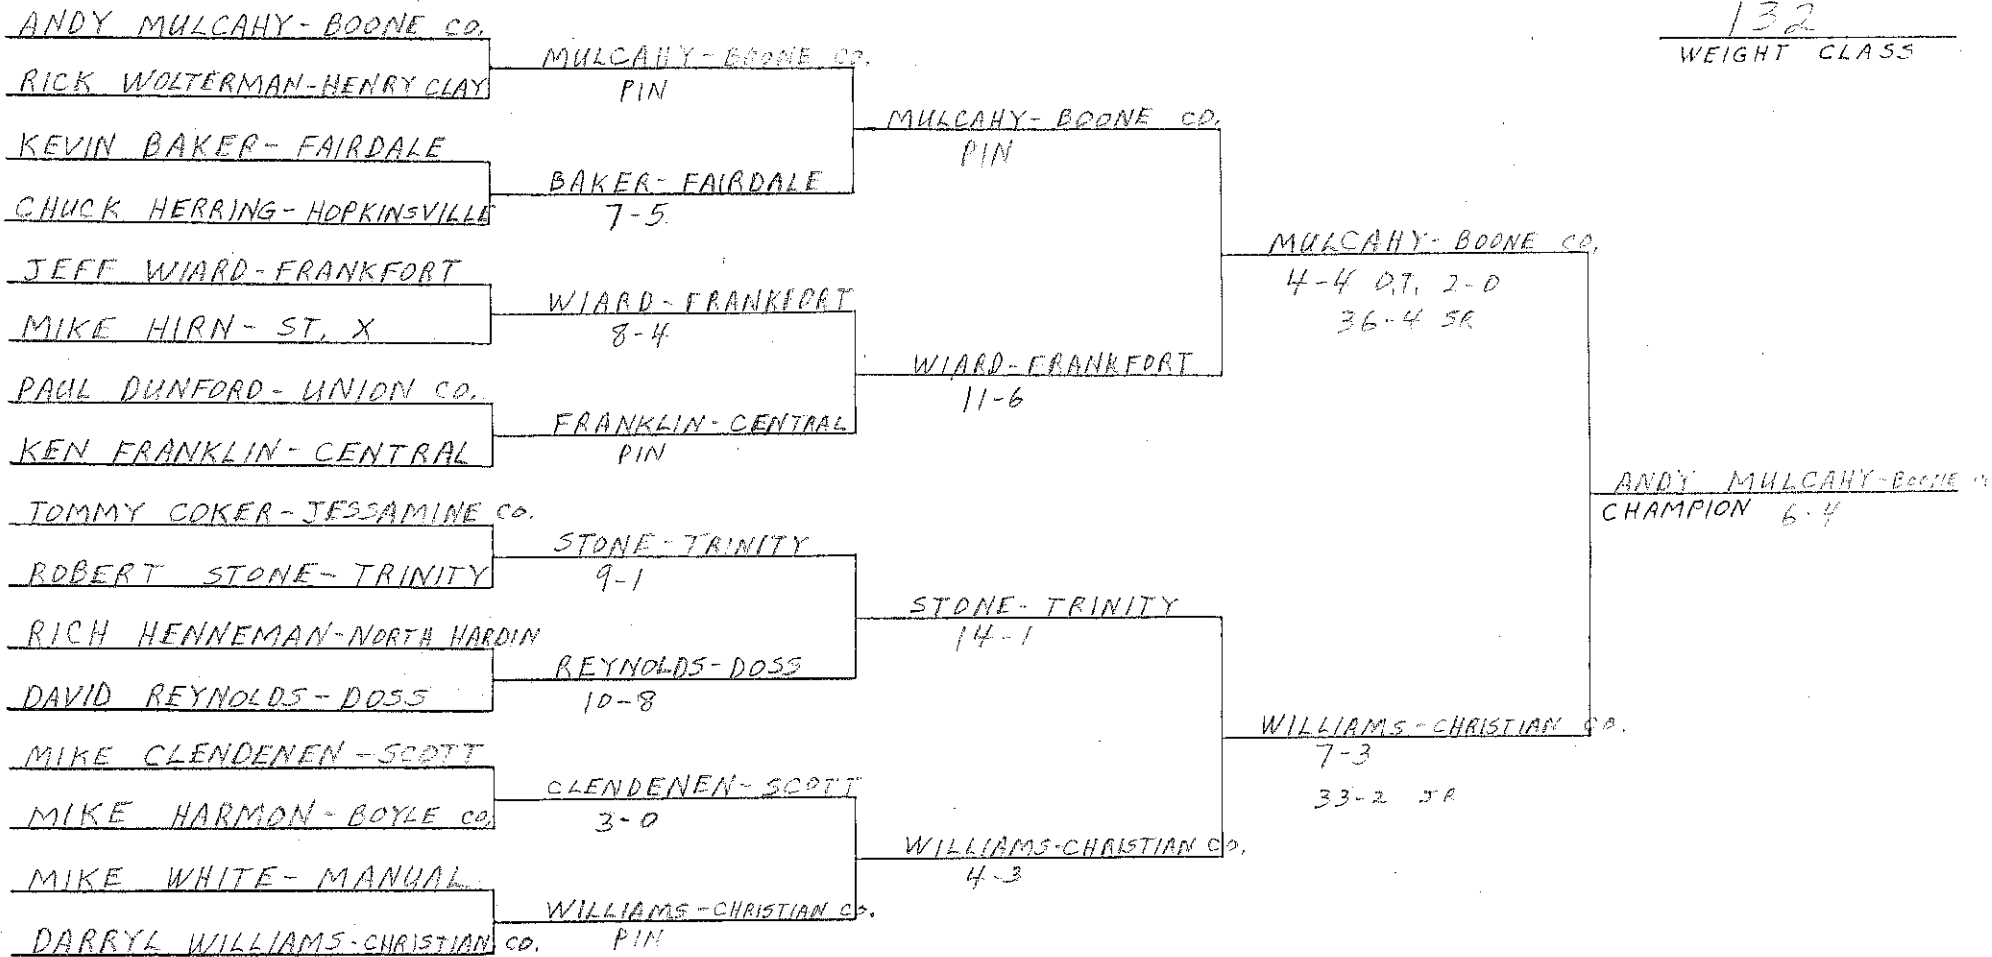 132
WEIGHT CLASS
ANDY MULCAHY - BOONE CO.
RICK WOLTERMAN-HENRY CLAY
KEVIN BAKER - FAIRDALE
CHUCK HERRING - HOPKINSVILLE
JEFF WIARD - FRANKFORT
MIKE HIRN - ST. X
PAUL DUNFORD - UNION CO.
KEN FRANKLIN - CENTRAL
TOMMY COKER - JESSAMINE CO.
ROBERT STONE - TRINITY
RICH HENNEMAN - NORTH HARDIN
DAVID REYNOLDS - DOSS
MIKE CLENDENEN - SCOTT
MIKE HARMON - BOYLE CO.
MIKE WHITE - MANUAL
DARRYL WILLIAMS - CHRISTIAN CO.
MULCAHY - BOONE CO.
PIN
BAKER - FAIRDALE
7-5
WIARD - FRANKFORT
8-4
FRANKLIN - CENTRAL
PIN
STONE - TRINITY
9-1
REYNOLDS - DOSS
10-8
CLENDENEN - SCOTT
3-0
WILLIAMS - CHRISTIAN CO.
PIN
MULCAHY - BOONE CO.
PIN
WIARD - FRANKFORT
11-6
STONE - TRINITY
14-1
WILLIAMS - CHRISTIAN CO.
4-3
MULCAHY - BOONE CO.
4-4 O.T. 2-0
36-4 SR
WILLIAMS - CHRISTIAN CO.
7-3
33-2 JR
ANDY MULCAHY - BOONE
CHAMPION 6-4